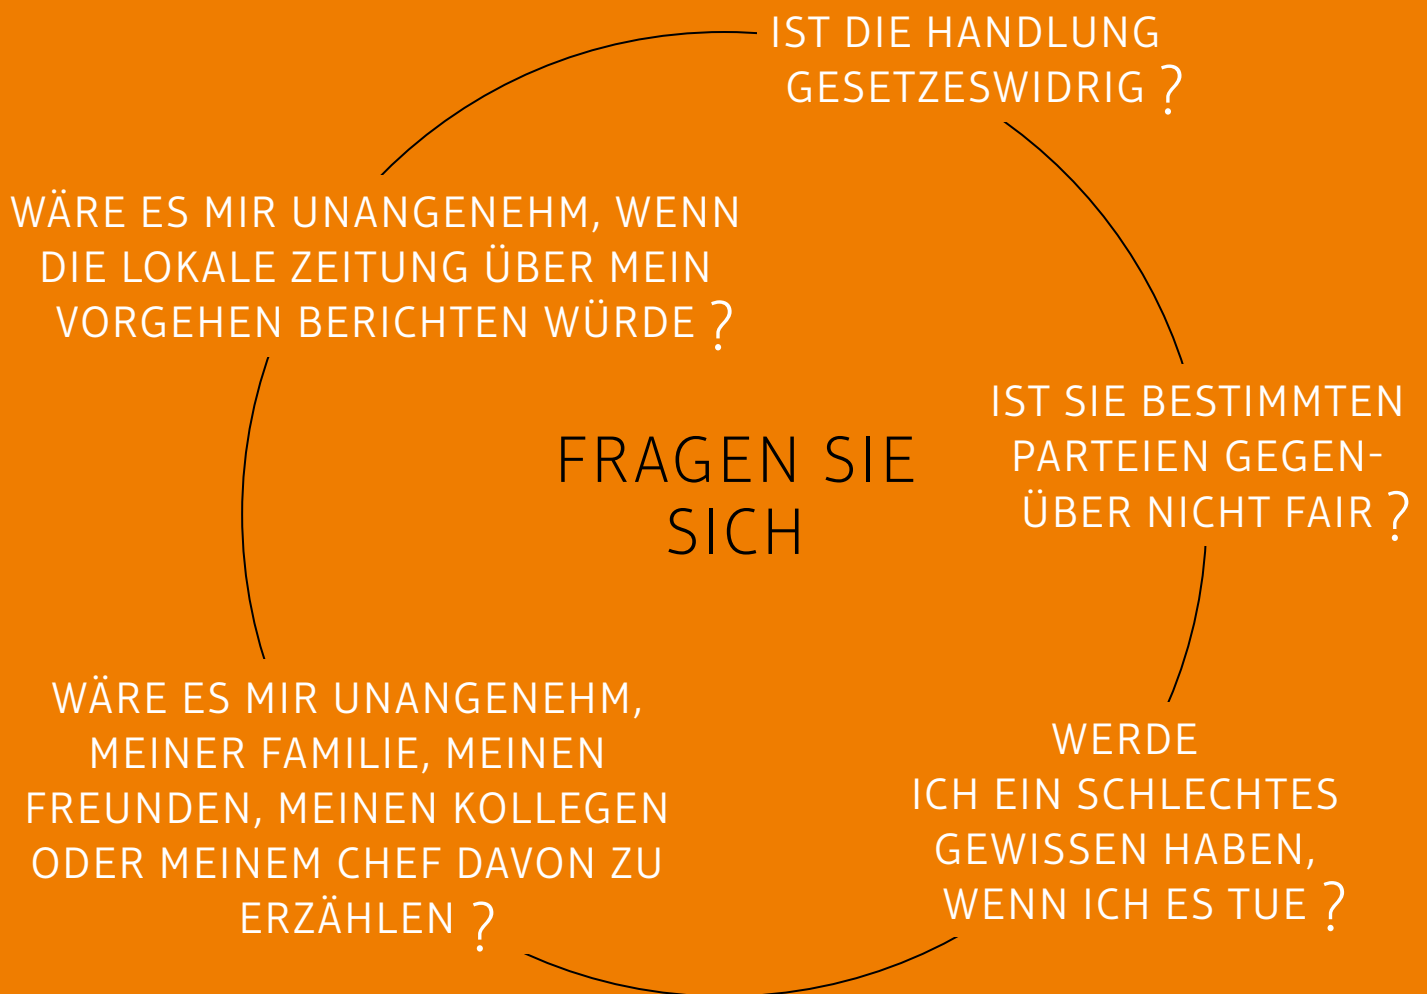 IST DIE HANDLUNG
GESETZESWIDRIG ?
WÄRE ES MIR UNANGENEHM, WENN
DIE LOKALE ZEITUNG ÜBER MEIN
VORGEHEN BERICHTEN WÜRDE ?
IST SIE BESTIMMTEN
PARTEIEN GEGEN-
ÜBER NICHT FAIR ?
FRAGEN SIE
SICH
WÄRE ES MIR UNANGENEHM,
MEINER FAMILIE, MEINEN
FREUNDEN, MEINEN KOLLEGEN
ODER MEINEM CHEF DAVON ZU
ERZÄHLEN ?
WERDE
ICH EIN SCHLECHTES
GEWISSEN HABEN,
WENN ICH ES TUE ?